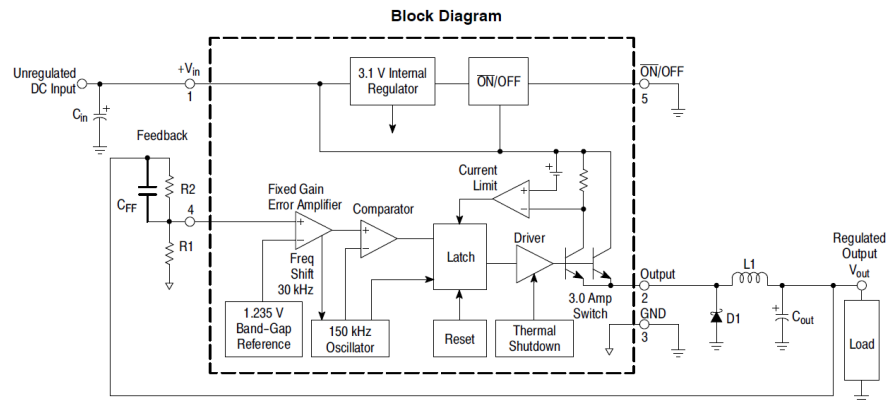 Block Diagram
Unregulated
DC Input
+Vin
1
Cin
+
3.1 V Internal
Regulator
ON/OFF
ON/OFF
5
Feedback
CFF
R2
4
R1
Fixed Gain
Error Amplifier
+
−
Comparator
+
−
Freq
Shift
30 kHz
Current
Limit
+
−
+
Latch
Driver
3.0 Amp
Switch
Output
2
GND
3
1.235 V
Band-Gap
Reference
150 kHz
Oscillator
Reset
Thermal
Shutdown
L1
D1
+
Cout
Regulated
Output
Vout
Load